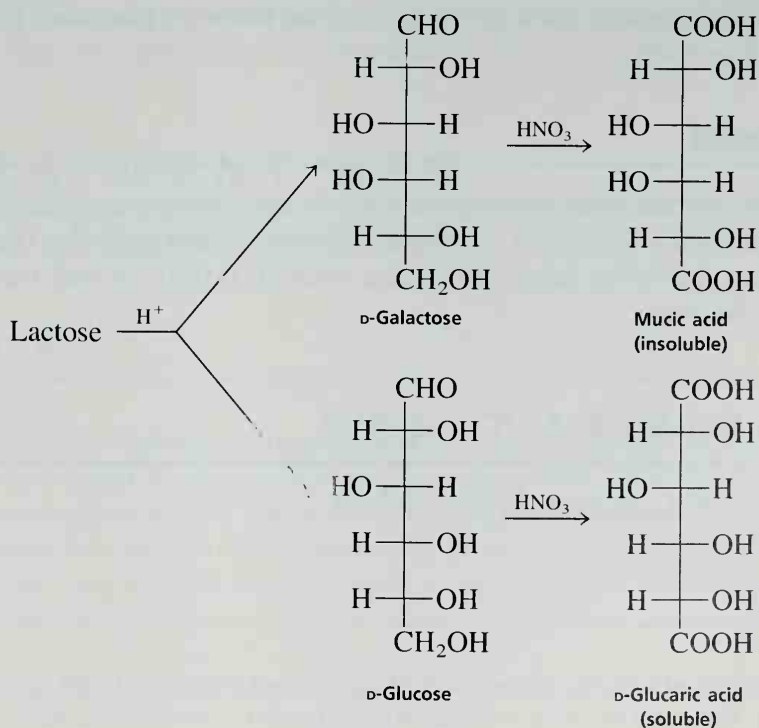 CHO
H OH
HO H
HO H
H OH
CH₂OH
D-Galactose
HNO₃
COOH
H OH
HO H
HO H
H OH
COOH
Mucic acid
(insoluble)
Lactose H⁺
CHO
H OH
HO H
H OH
H OH
CH₂OH
D-Glucose
HNO₃
COOH
H OH
HO H
H OH
H OH
COOH
D-Glucaric acid
(soluble)